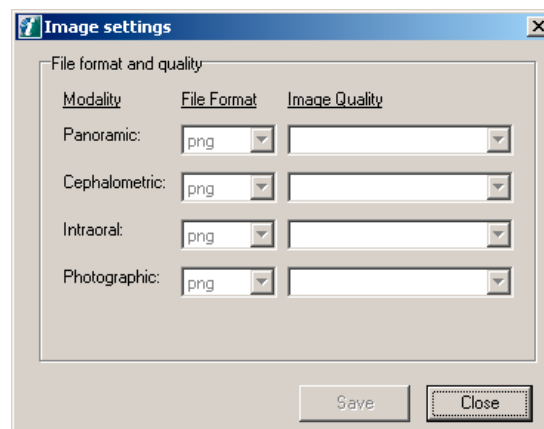 Image settings
File format and quality
Modality File Format Image Quality
Panoramic: png
Cephalometric: png
Intraoral: png
Photographic: png
Save Close